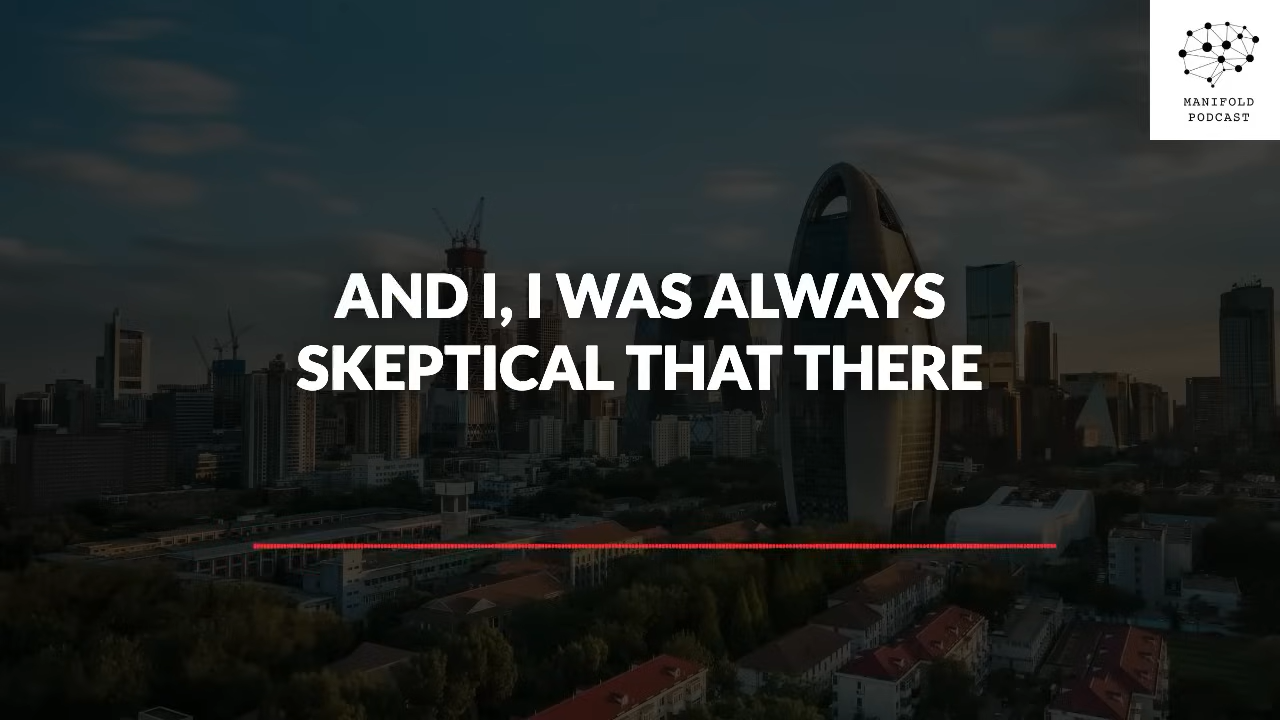 MANIFOLD
PODCAST
AND I, I WAS ALWAYS
SKEPTICAL THAT THERE